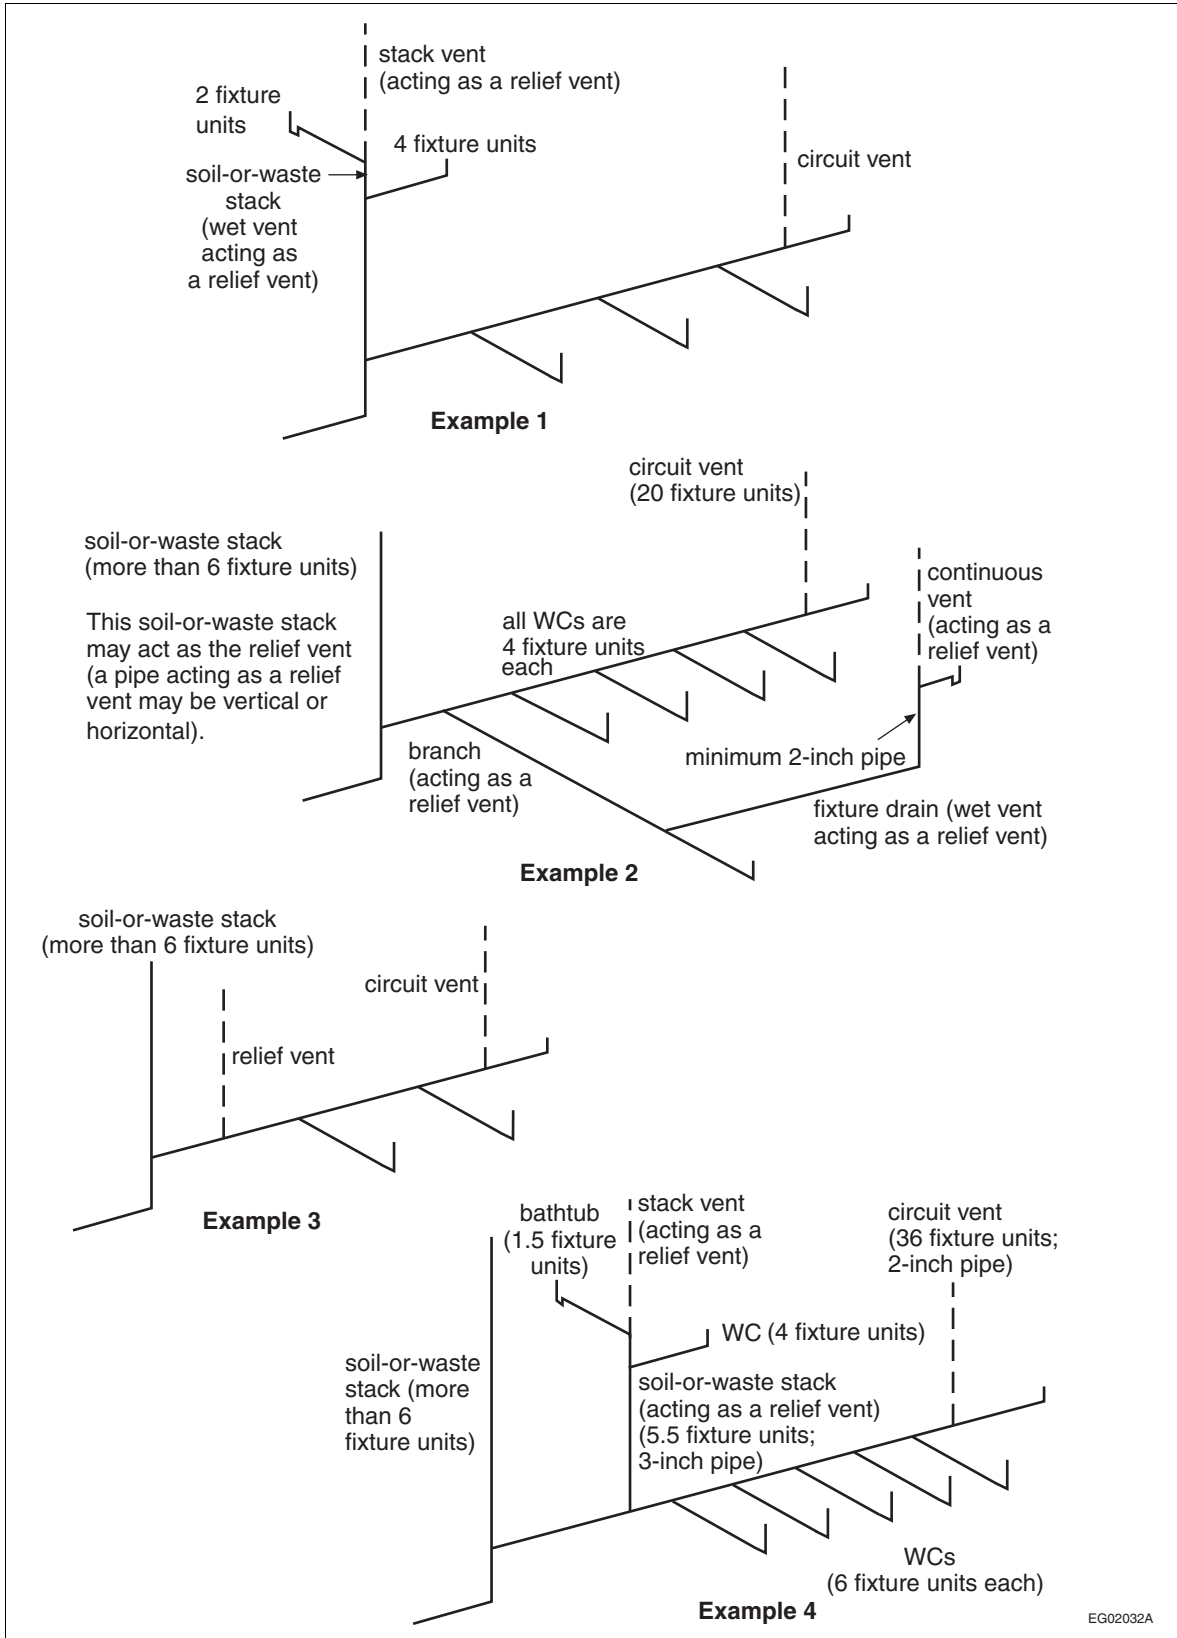 stack vent
(acting as a relief vent)
2 fixture
units
4 fixture units
soil-or-waste
stack
(wet vent
acting as
a relief vent)
circuit vent
Example 1
circuit vent
(20 fixture units)
soil-or-waste stack
(more than 6 fixture units)
This soil-or-waste stack
may act as the relief vent
(a pipe acting as a relief
vent may be vertical or
horizontal).
all WCs are
4 fixture units
each
continuous
vent
(acting as a
relief vent)
branch
(acting as a
relief vent)
minimum 2-inch pipe
fixture drain (wet vent
acting as a relief vent)
Example 2
soil-or-waste stack
(more than 6 fixture units)
circuit vent
relief vent
Example 3
bathtub
(1.5 fixture
units)
stack vent
(acting as a
relief vent)
circuit vent
(36 fixture units;
2-inch pipe)
WC (4 fixture units)
soil-or-waste
stack (more
than 6
fixture units)
soil-or-waste stack
(acting as a relief vent)
(5.5 fixture units;
3-inch pipe)
WCs
(6 fixture units each)
Example 4
EG02032A